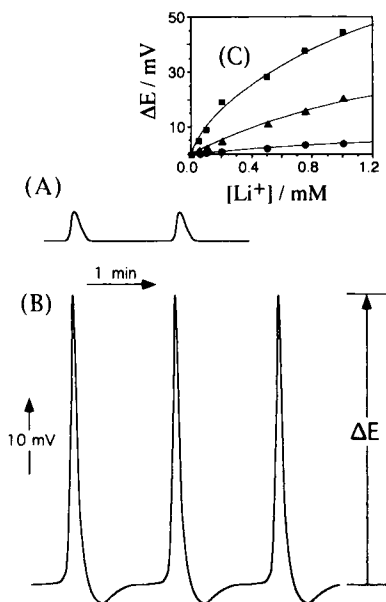 50
ΔE / mV
30
10
(C)
0.0
0.4
0.8
1.2
[Li⁺] / mM
(A)
1 min
(B)
10 mV
ΔE